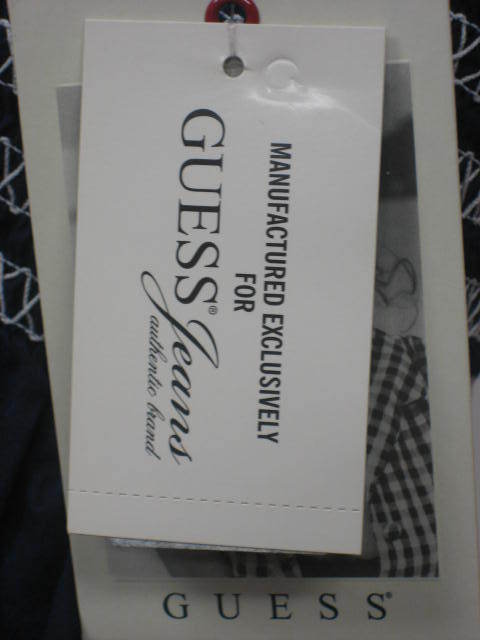 MANUFACTURED EXCLUSIVELY
FOR
GUESS®
Jeans
authentic brand
GUESS®